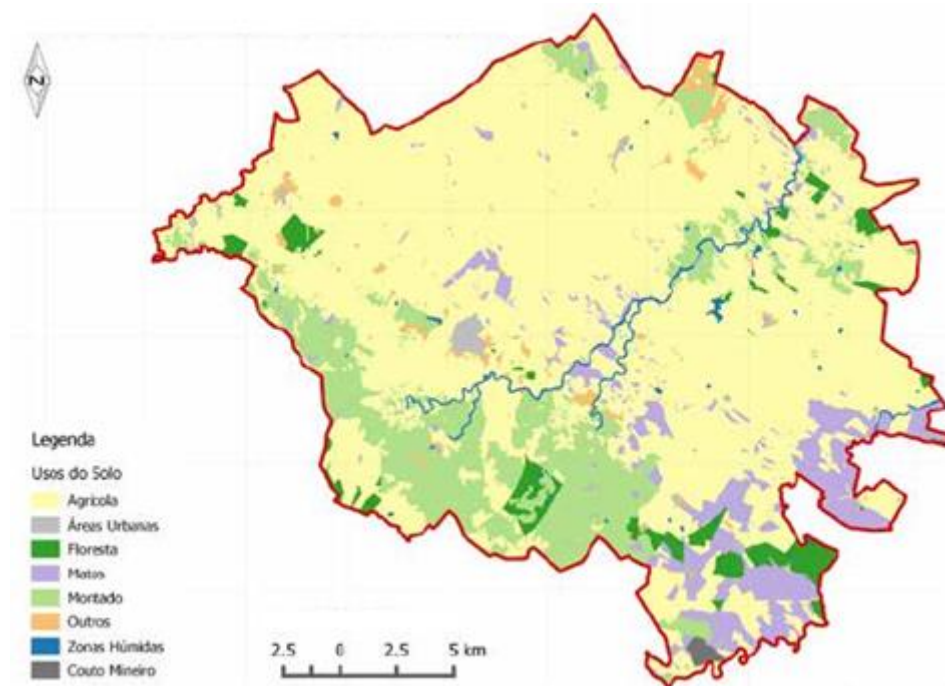 N
Legenda
Usos do Solo
Agrícola
Áreas Urbanas
Floresta
Matos
Montado
Outros
Zonas Húmidas
Couto Mineiro
2.5 0 2.5 5 km